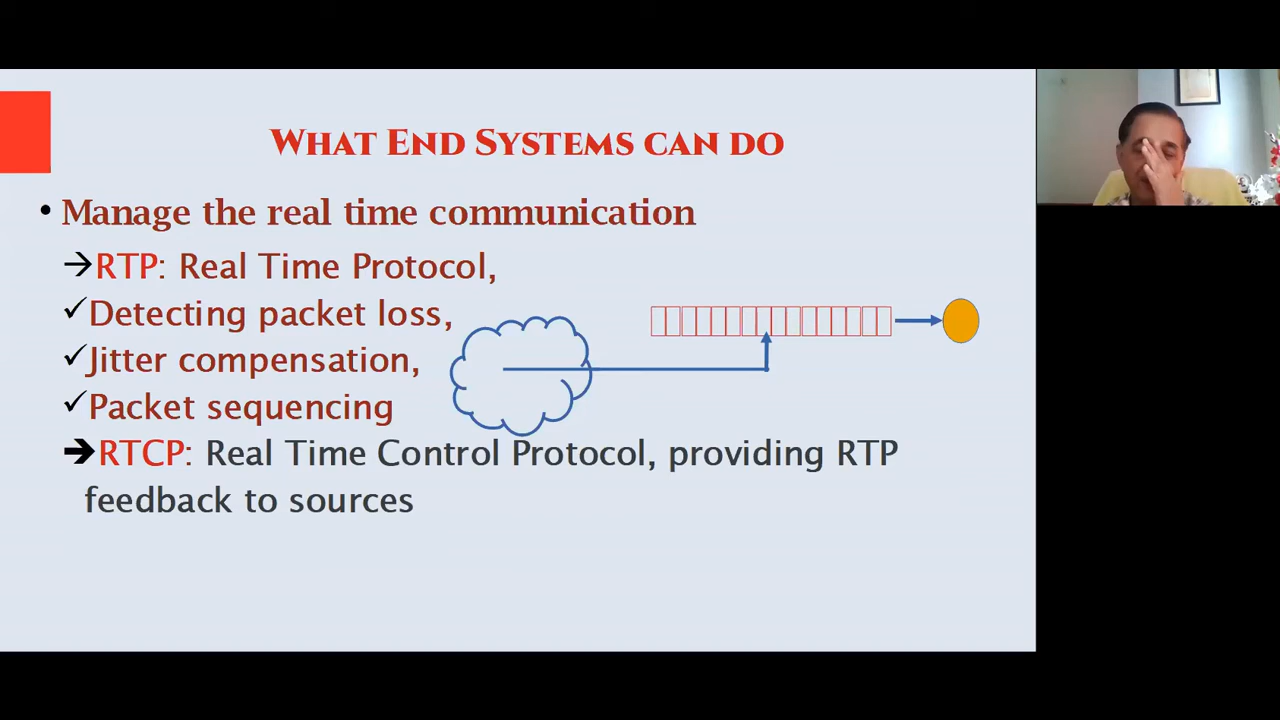 What End Systems can do
• Manage the real time communication
→RTP: Real Time Protocol,
✓Detecting packet loss,
✓Jitter compensation,
✓Packet sequencing
➔RTCP: Real Time Control Protocol, providing RTP
feedback to sources